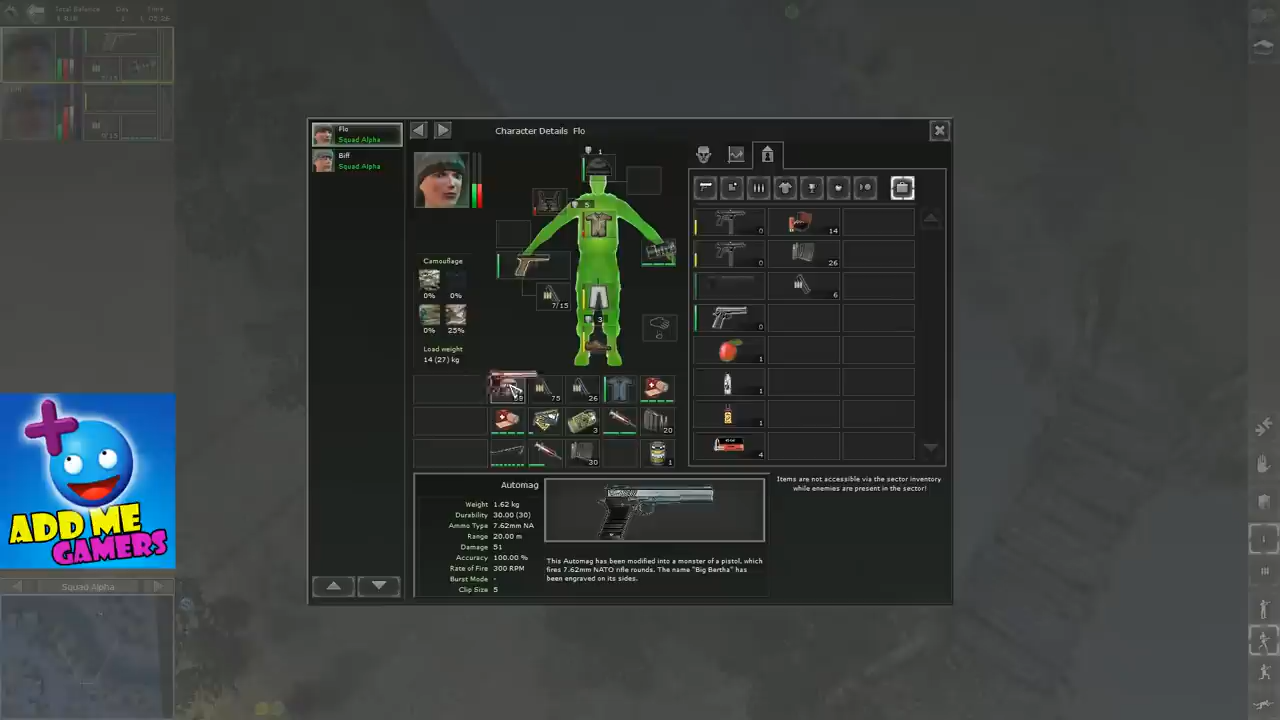 Total Balance
Day
Time
Flo
Squad Alpha
Biff
Squad Alpha
Character Details Flo
1
5
Camouflage
0%
0%
0%
25%
7/15
3
Load weight
14 (27) kg
75
26
3
20
30
1
0
14
0
26
6
0
1
1
1
4
Items are not accessible via the sector inventory
while enemies are present in the sector!
Automag
Weight 1.62 kg
Durability 30.00 (30)
Ammo Type 7.62mm NA
Range 20.00 m
Damage 51
Accuracy 100.00 %
Rate of Fire 300 RPM
Burst Mode -
Clip Size 5
This Automag has been modified into a monster of a pistol, which
fires 7.62mm NATO rifle rounds. The name "Big Bertha" has
been engraved on its sides.
ADD ME
GAMERS
Squad Alpha